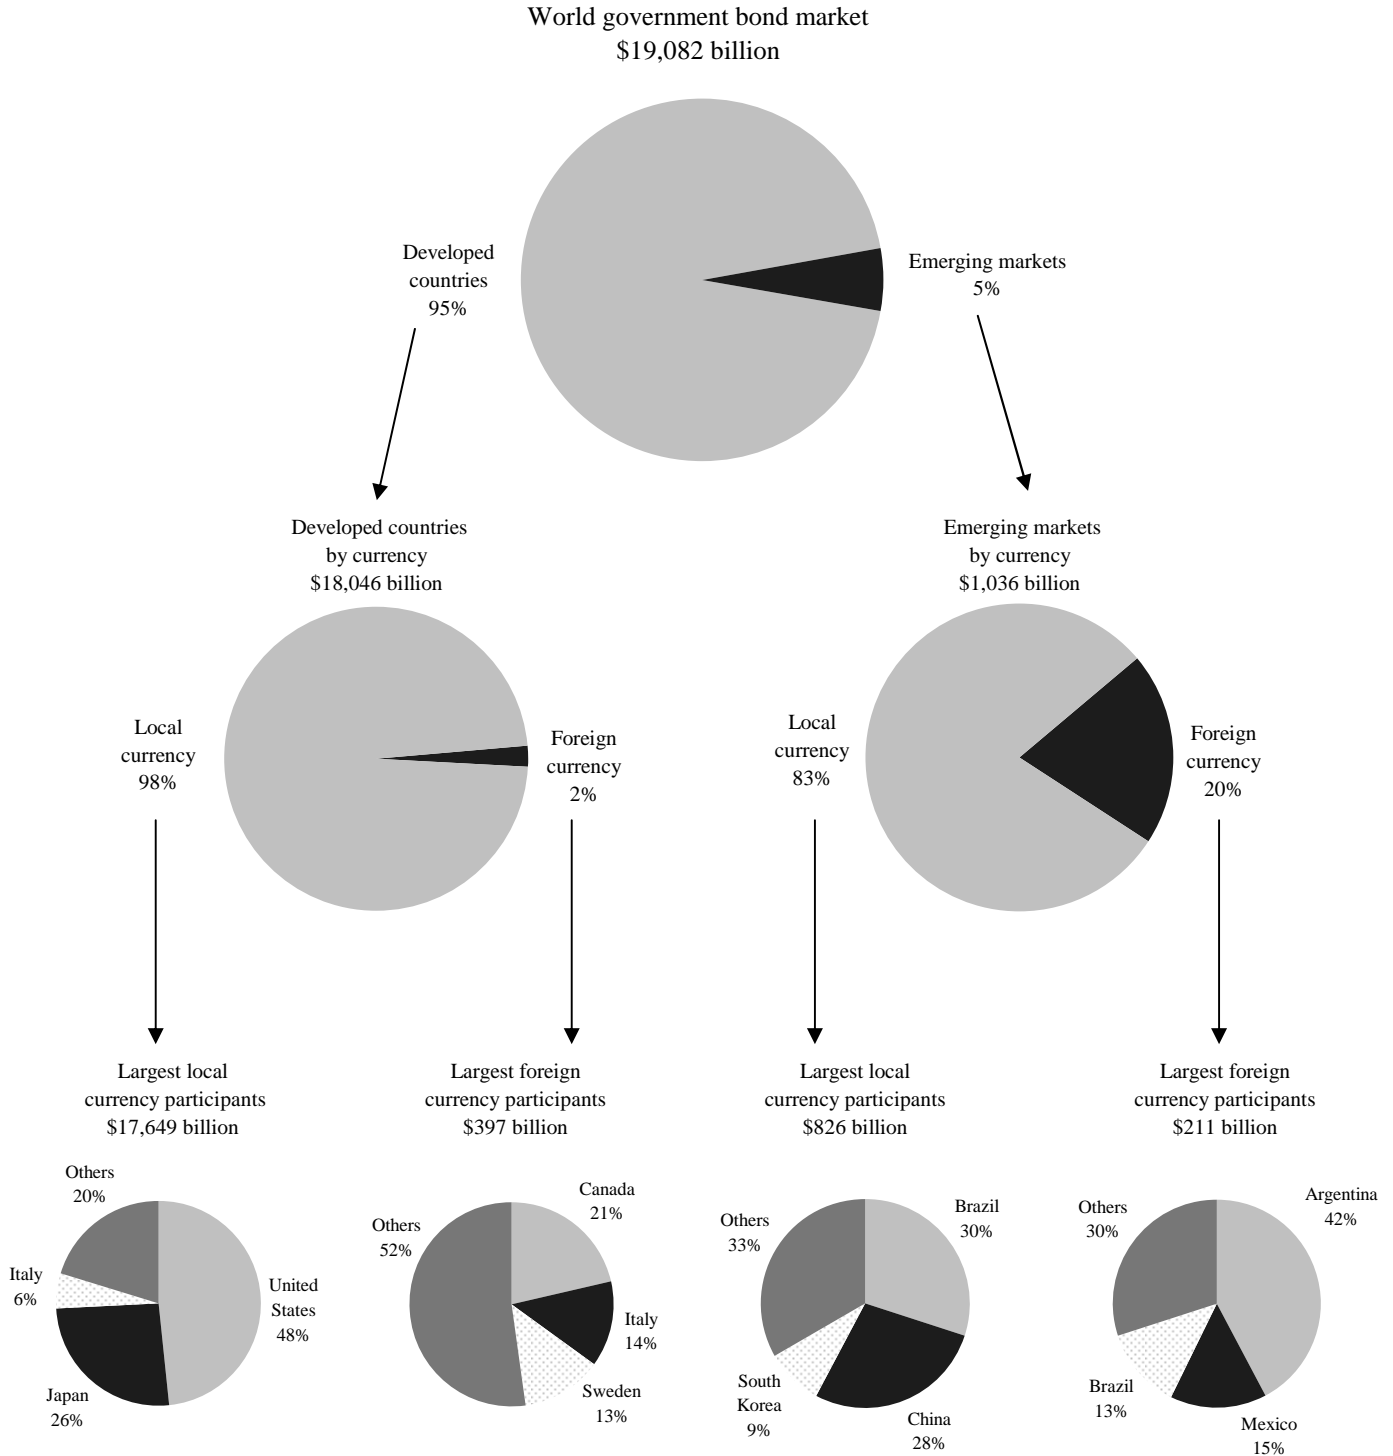 World government bond market
$19,082 billion
Developed
countries
95%
Emerging markets
5%
Developed countries
by currency
$18,046 billion
Emerging markets
by currency
$1,036 billion
Local
currency
98%
Foreign
currency
2%
Local
currency
83%
Foreign
currency
20%
Largest local
currency participants
$17,649 billion
Largest foreign
currency participants
$397 billion
Largest local
currency participants
$826 billion
Largest foreign
currency participants
$211 billion
Others
20%
Italy
6%
United
States
48%
Japan
26%
Canada
21%
Others
52%
Italy
14%
Sweden
13%
Brazil
30%
Others
33%
South
Korea
9%
China
28%
Argentina
42%
Others
30%
Brazil
13%
Mexico
15%